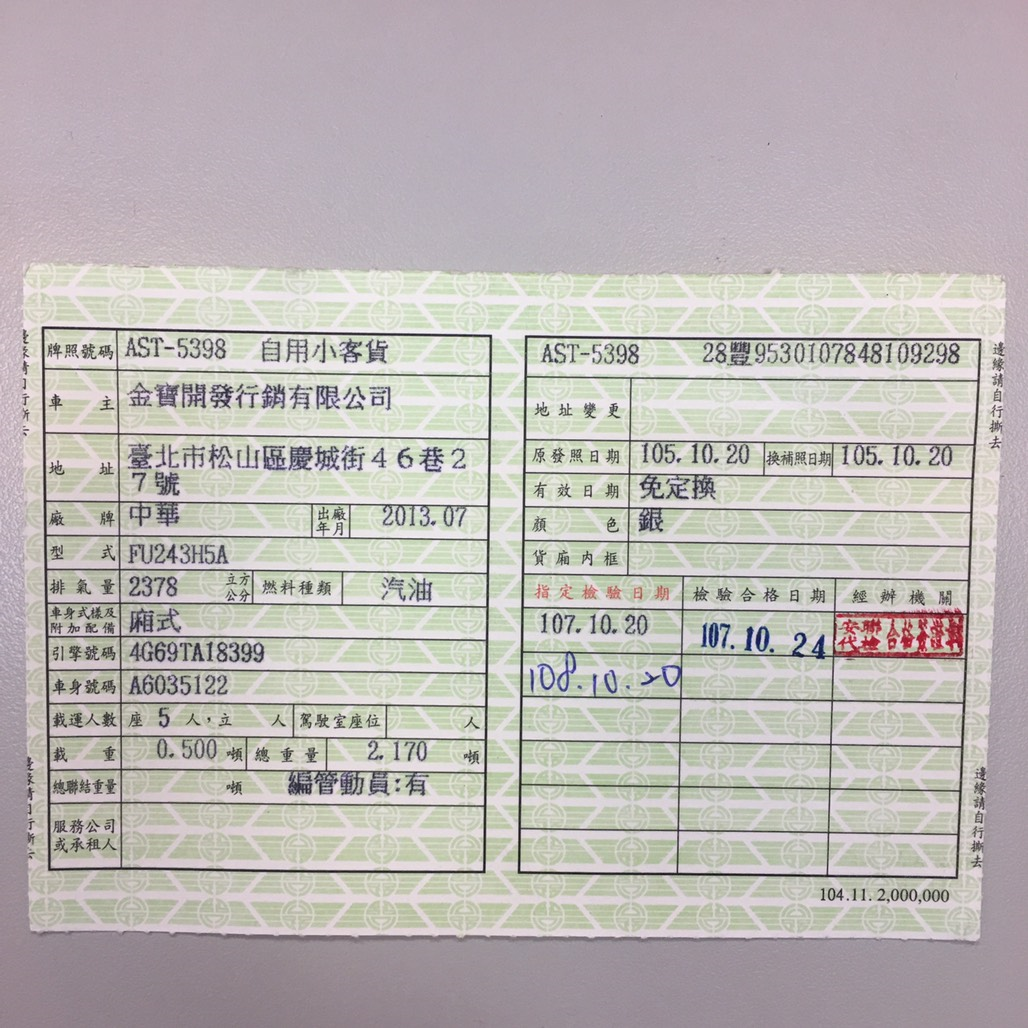 牌照號碼 AST-5398 自用小客貨
車主 金寶開發行銷有限公司
地址 臺北市松山區慶城街４６巷２
７號
廠牌 中華 出廠年月 2013.07
型式 FU243H5A
排氣量 2378 立方公分 燃料種類 汽油
車身式樣及附加配備 廂式
引擎號碼 4G69TA18399
車身號碼 A6035122
載運人數 座 5 人，立 人 駕駛室座位 人
載重 0.500 噸 總重量 2.170 噸
總聯結重量 噸 編管動員:有
服務公司
或承租人
AST-5398 28豐9530107848109298
地址變更
原發照日期 105.10.20 換補照日期 105.10.20
有效日期 免定換
顏色 銀
貨廂內框
指定檢驗日期 檢驗合格日期 經辦機關
107.10.20 107.10.24
108.10.20
104.11. 2,000,000
邊緣請自行撕去
邊緣請自行撕去